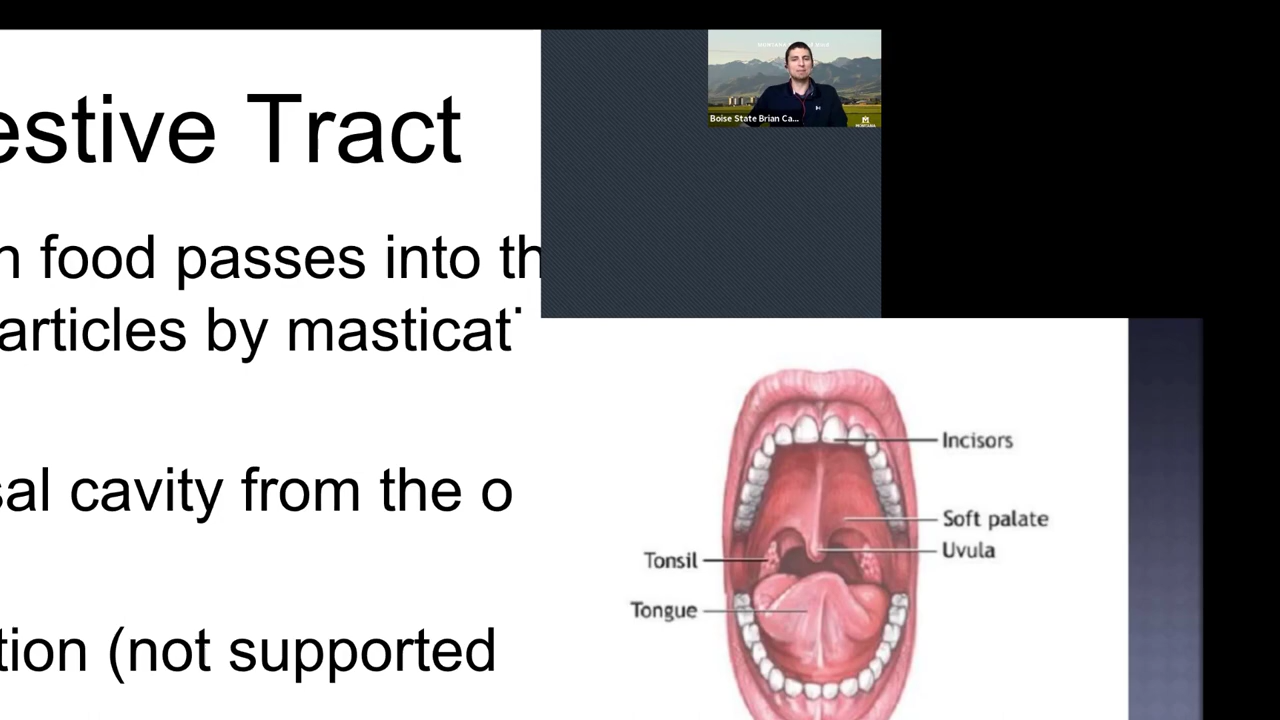 estive Tract
Boise State Brian Ca...
n food passes into th
articles by masticat
sal cavity from the o
tion (not supported
Incisors
Soft palate
Uvula
Tonsil
Tongue